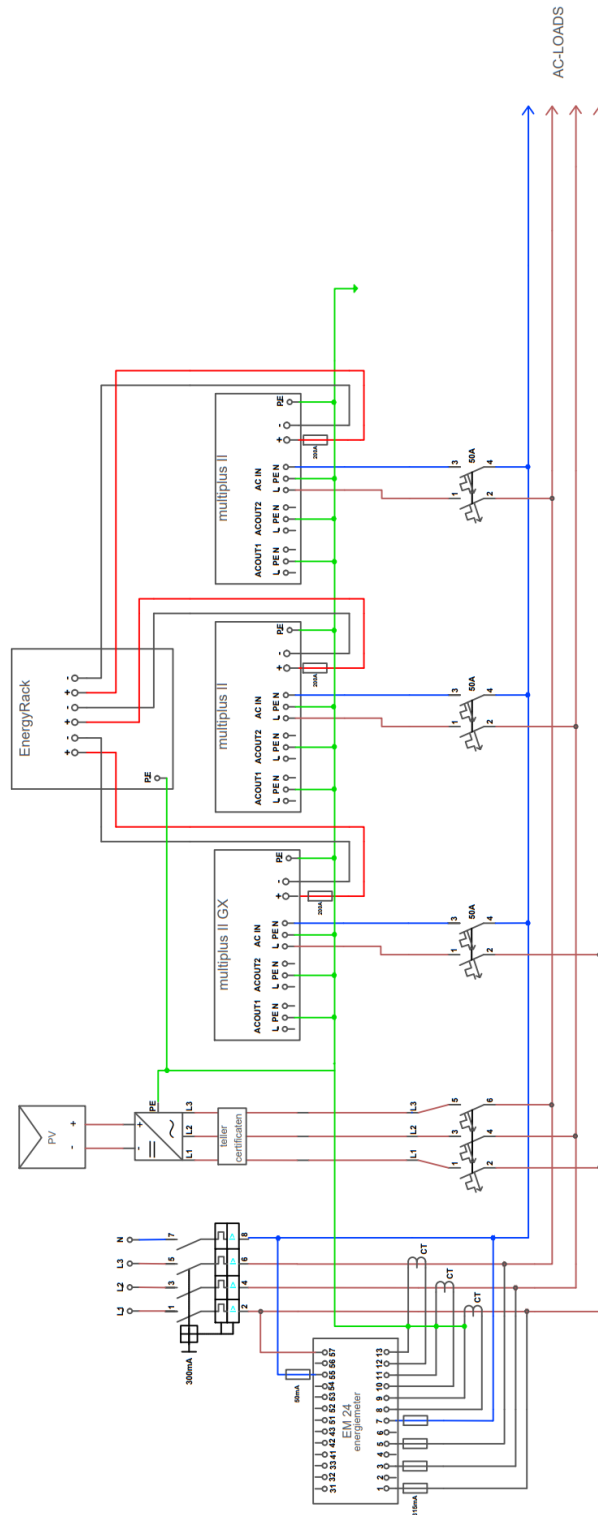 AC-LOADS
EnergyRack
+ - + - + -
PE
multiplus II
ACOUT1 ACOUT2 AC IN
L PE N L PE N L PE N + - PE
200A
multiplus II
ACOUT1 ACOUT2 AC IN
L PE N L PE N L PE N + - PE
200A
multiplus II GX
ACOUT1 ACOUT2 AC IN
L PE N L PE N L PE N + - PE
200A
1 3 50A
2 4
1 3 50A
2 4
1 3 50A
2 4
PV
- +
- +
PE
L1 L2 L3
teller
certificaten
L1 L2 L3
1 3 5
2 4 6
L1 L2 L3 N
1 3 5 7
300mA
2 4 6 8
50mA
31 32 33 41 42 43 51 52 53 54 55 56 57
EM 24
energiemeter
1 2 3 4 5 6 7 8 9 10 11 12 13
CT
CT
CT
315mA